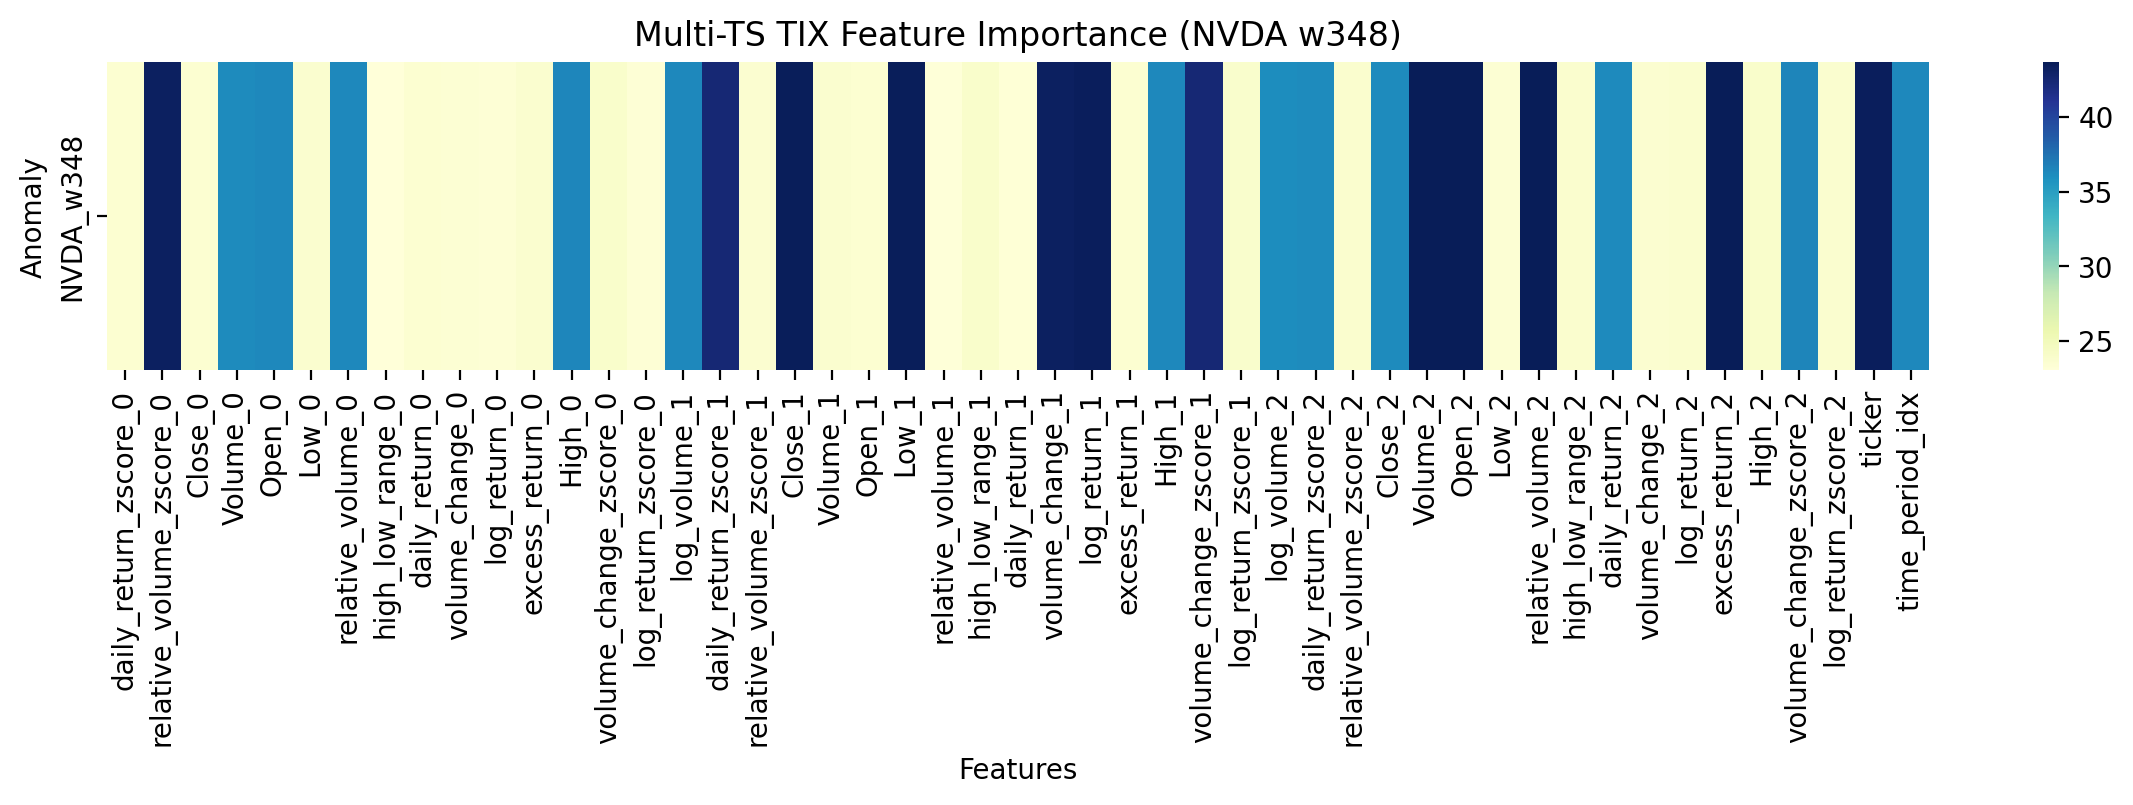 Multi-TS TIX Feature Importance (NVDA w348)
Anomaly
NVDA_w348
40
35
30
25
daily_return_zscore_0
relative_volume_zscore_0
Close_0
Volume_0
Open_0
Low_0
relative_volume_0
high_low_range_0
daily_return_0
volume_change_0
log_return_0
excess_return_0
High_0
volume_change_zscore_0
log_return_zscore_0
log_volume_1
daily_return_zscore_1
relative_volume_zscore_1
Close_1
Volume_1
Open_1
Low_1
relative_volume_1
high_low_range_1
daily_return_1
volume_change_1
log_return_1
excess_return_1
High_1
volume_change_zscore_1
log_return_zscore_1
log_volume_2
daily_return_zscore_2
relative_volume_zscore_2
Close_2
Volume_2
Open_2
Low_2
relative_volume_2
high_low_range_2
daily_return_2
volume_change_2
log_return_2
excess_return_2
High_2
volume_change_zscore_2
log_return_zscore_2
ticker
time_period_idx
Features